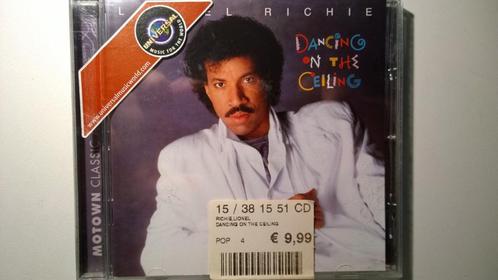 L EL RICHIE
DANCING
ON THE
CEILING
UNIVERSAL
MUSIC FOR THE WORLD
www.universalmusicworld.com
MOTOWN CLASSIC
15 / 38 15 51 CD
RICHIE,LIONEL
DANCING ON THE CEILING
POP 4
€ 9,99